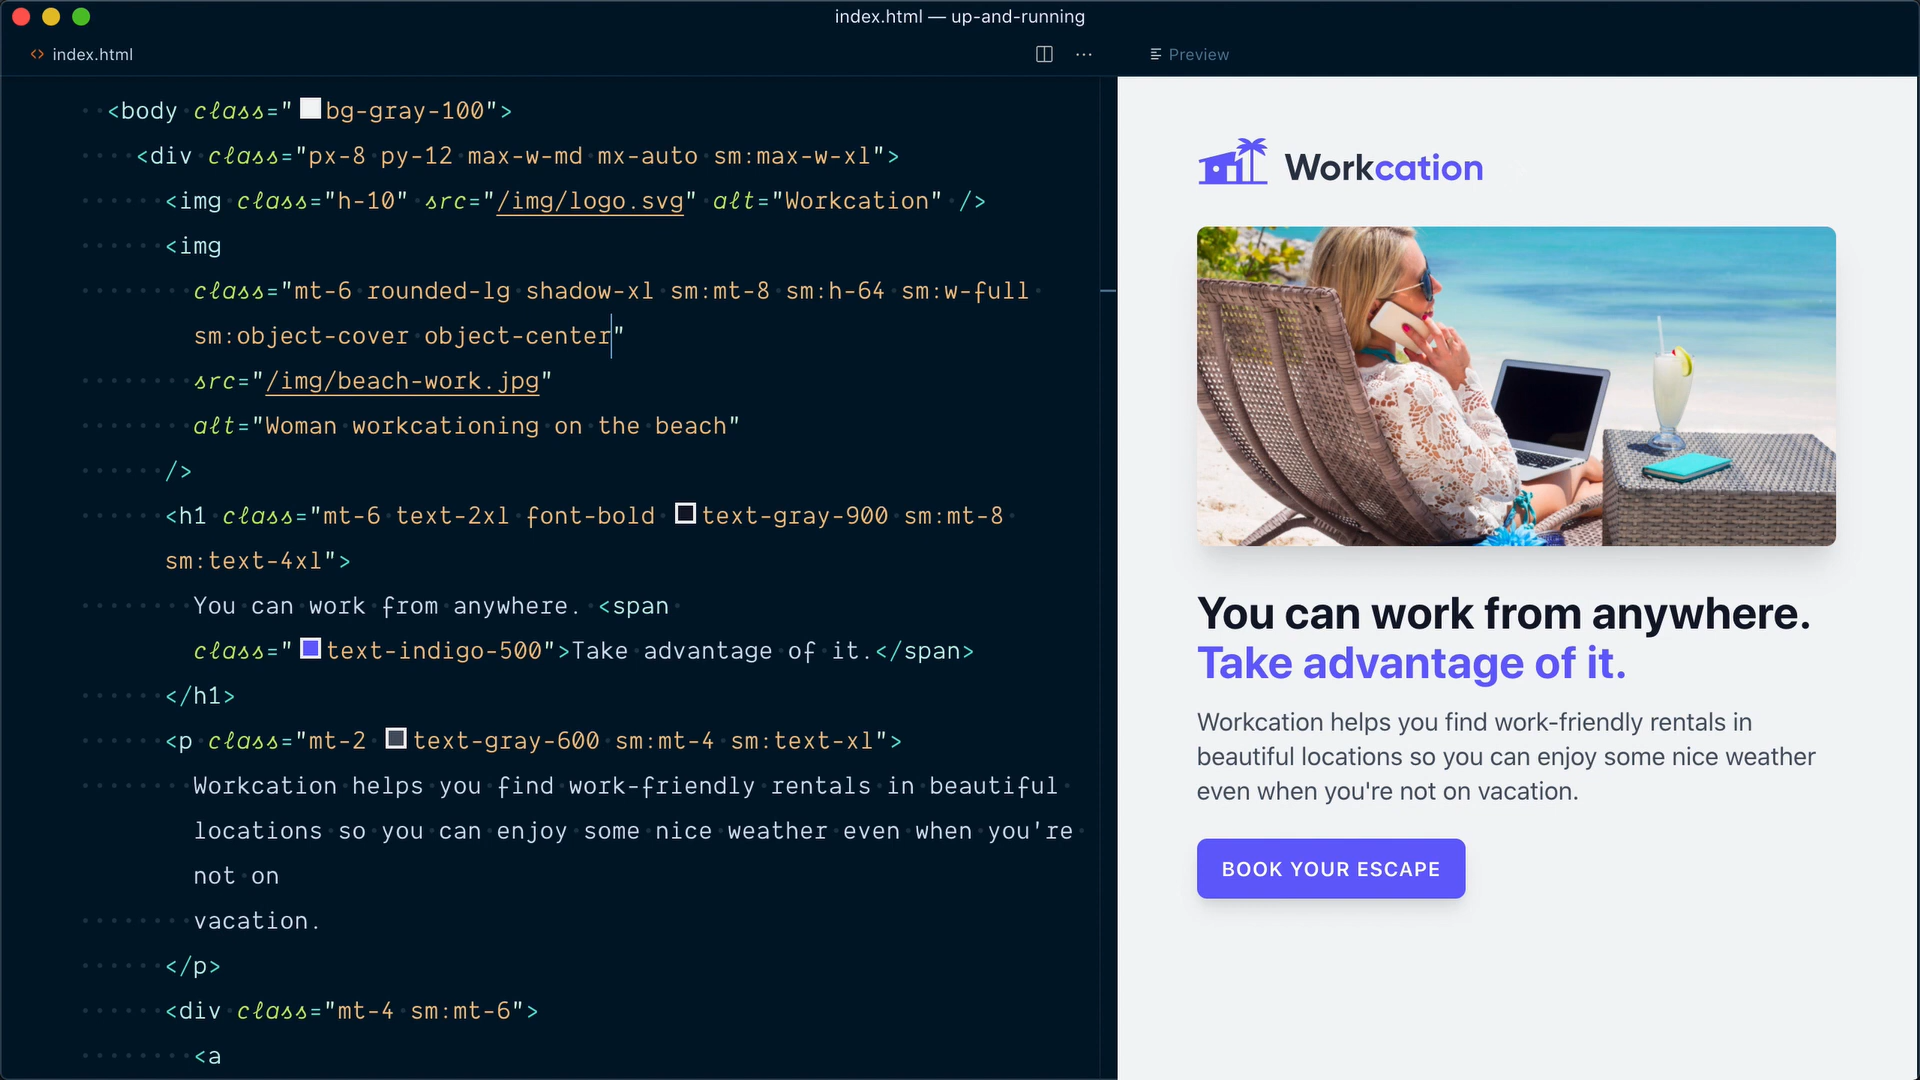 index.html — up-and-running
index.html
Preview
<body class="bg-gray-100">
<div class="px-8 py-12 max-w-md mx-auto sm:max-w-xl">
<img class="h-10" src="/img/logo.svg" alt="Workcation" />
<img
class="mt-6 rounded-lg shadow-xl sm:mt-8 sm:h-64 sm:w-full
sm:object-cover object-center"
src="/img/beach-work.jpg"
alt="Woman workcationing on the beach"
/>
<h1 class="mt-6 text-2xl font-bold text-gray-900 sm:mt-8
sm:text-4xl">
You can work from anywhere. <span
class="text-indigo-500">Take advantage of it.</span>
</h1>
<p class="mt-2 text-gray-600 sm:mt-4 sm:text-xl">
Workcation helps you find work-friendly rentals in beautiful
locations so you can enjoy some nice weather even when you're
not on
vacation.
</p>
<div class="mt-4 sm:mt-6">
<a
Workcation
You can work from anywhere.
Take advantage of it.
Workcation helps you find work-friendly rentals in
beautiful locations so you can enjoy some nice weather
even when you're not on vacation.
BOOK YOUR ESCAPE